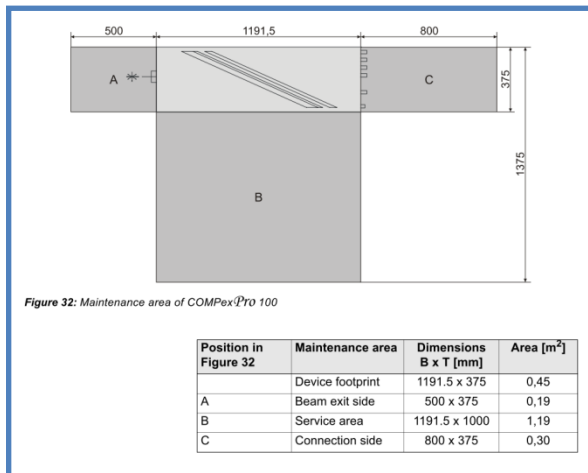 500 1191,5 800
A C 375
1375
B
Figure 32: Maintenance area of COMPexPro 100
Position in Figure 32 Maintenance area Dimensions B x T [mm] Area [m²]
Device footprint 1191.5 x 375 0,45
A Beam exit side 500 x 375 0,19
B Service area 1191.5 x 1000 1,19
C Connection side 800 x 375 0,30